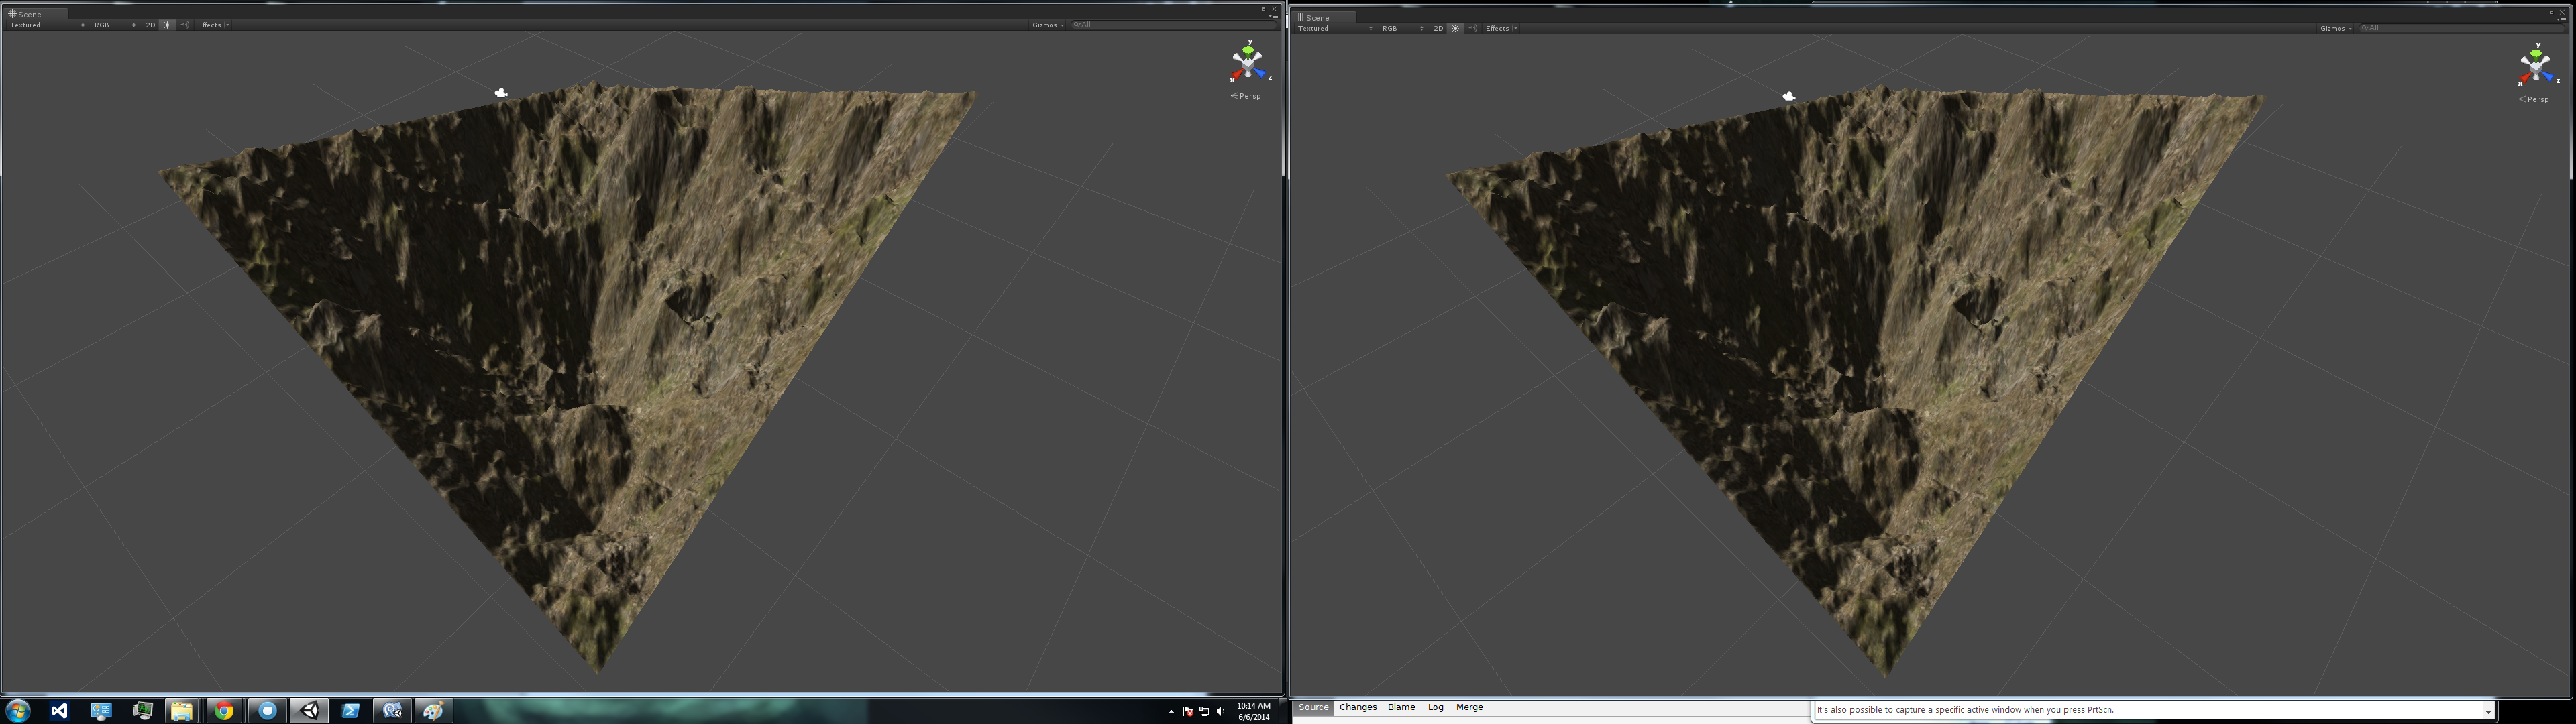 Scene
Textured RGB 2D Effects Gizmos All
y
x z
Persp
Scene
Textured RGB 2D Effects Gizmos All
y
x z
Persp
10:14 AM
6/6/2014
Source Changes Blame Log Merge
It's also possible to capture a specific active window when you press PrtScn.